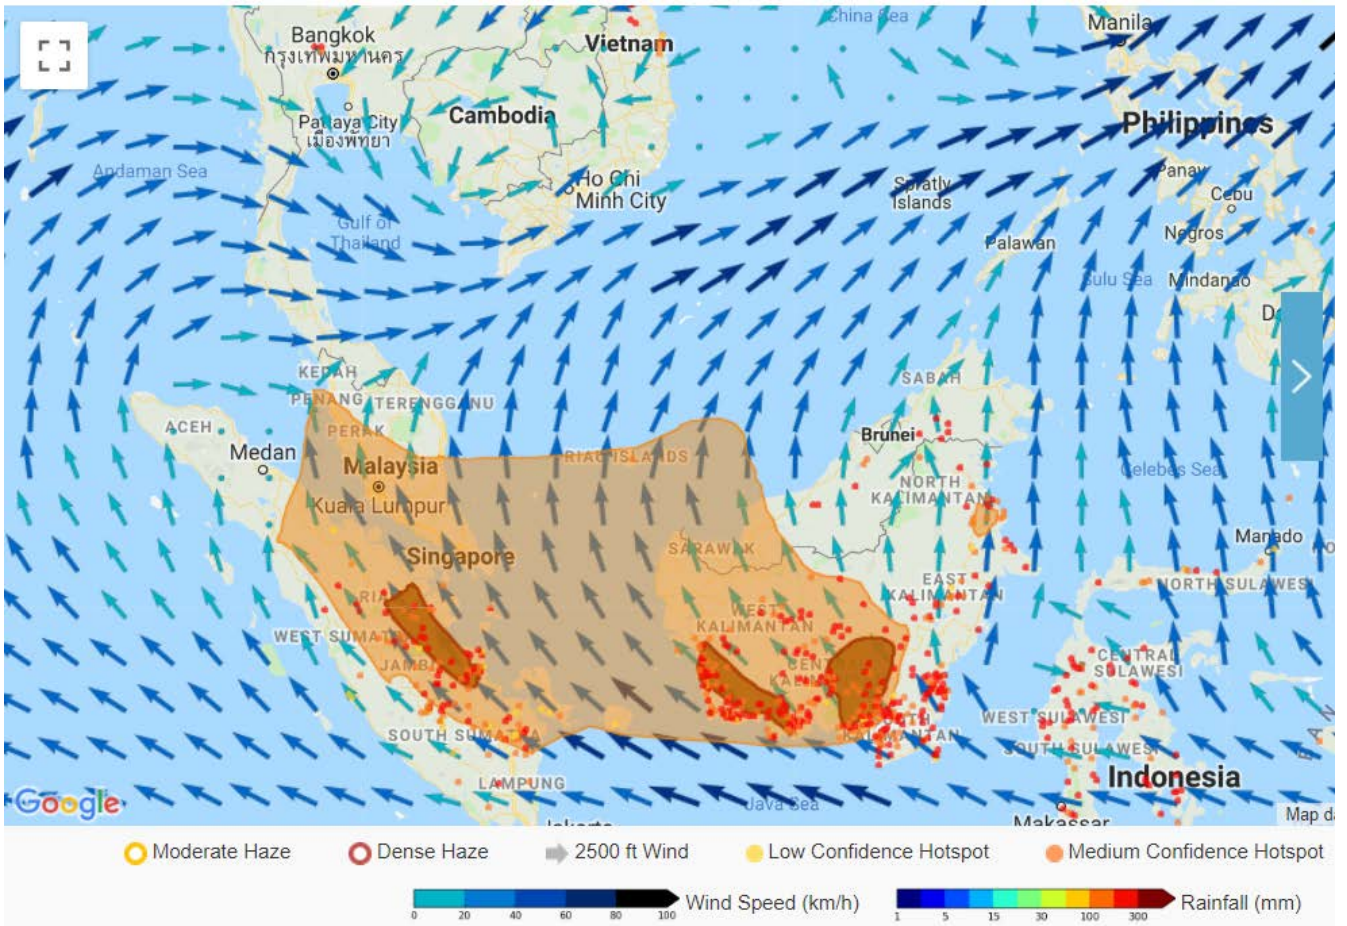 China Sea
Manila
Bangkok
กรุงเทพมหานคร
Vietnam
Cambodia
Pattaya City
เมืองพัทยา
Philippines
Andaman Sea
Panay
Ho Chi
Minh City
Spratly
Islands
Cebu
Gulf of
Thailand
Palawan
Negros
Sulu Sea
Mindanao
KEDAH
PENANG
TERENGGANU
SABAH
ACEH
PERAK
Brunei
Medan
Malaysia
RIAU ISLANDS
Celebes Sea
NORTH
KALIMANTAN
Kuala Lumpur
Singapore
SARAWAK
Manado
EAST
KALIMANTAN
NORTH SULAWESI
WEST
KALIMANTAN
WEST SUMAT
JAMBI
CENTRAL
SULAWESI
SOUTH SUMATRA
KALIMANTAN
WEST SULAWESI
SOUTH SULAWESI
LAMPUNG
Indonesia
Google
Java Sea
Makassar
Map da
Moderate Haze
Dense Haze
2500 ft Wind
Low Confidence Hotspot
Medium Confidence Hotspot
0 20 40 60 80 100
Wind Speed (km/h)
1 5 15 30 100 300
Rainfall (mm)